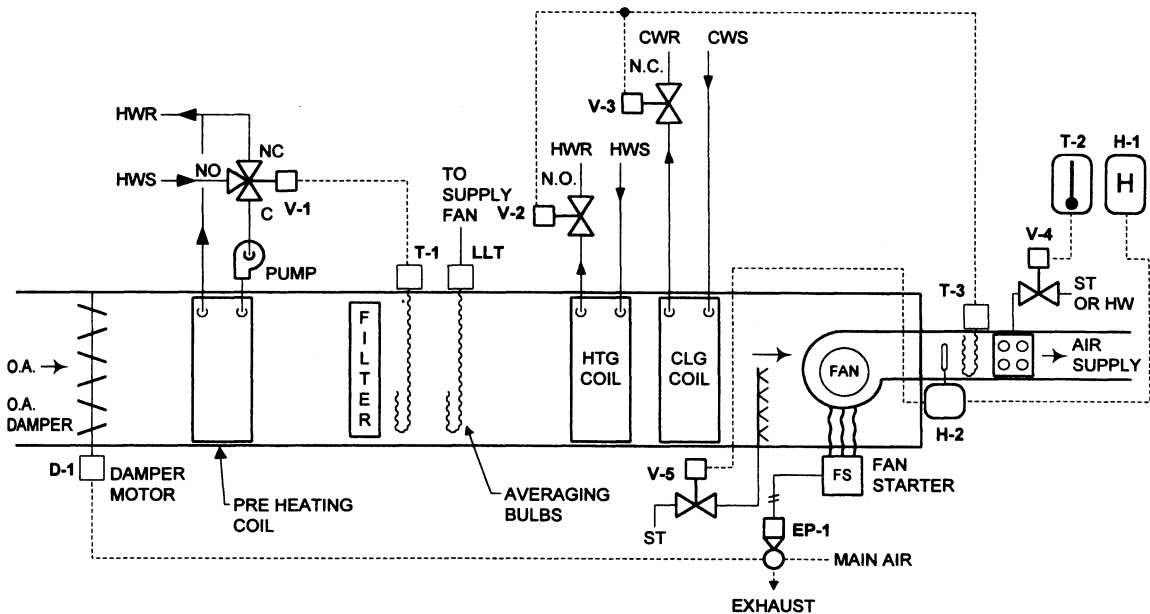 CWR
CWS
N.C.
V-3
HWR
NC
NO
HWS
V-1
C
PUMP
TO
SUPPLY
FAN
HWR
HWS
N.O.
V-2
T-1
LLT
T-2
H-1
H
V-4
ST
OR HW
T-3
O.A.
O.A.
DAMPER
FILTER
HTG
COIL
CLG
COIL
FAN
AIR
SUPPLY
H-2
D-1
DAMPER
MOTOR
PRE HEATING
COIL
AVERAGING
BULBS
V-5
ST
FS
FAN
STARTER
EP-1
MAIN AIR
EXHAUST